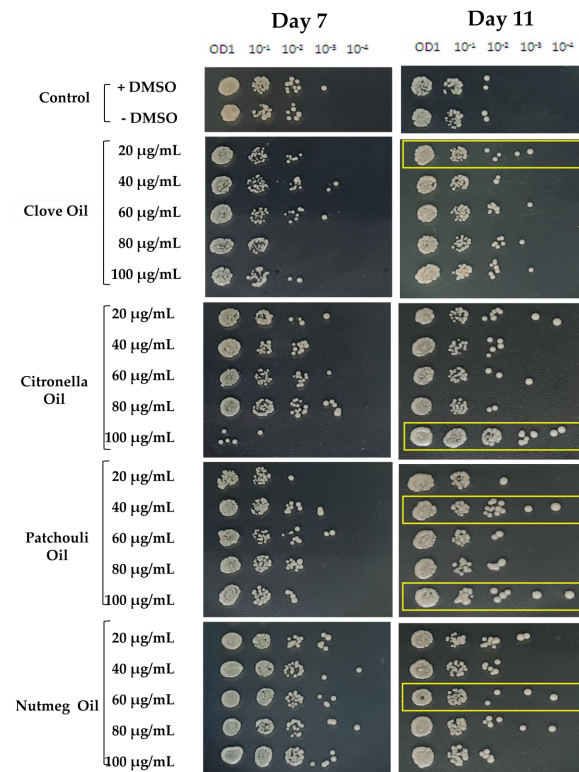 Day 7 Day 11
OD1 10⁻¹ 10⁻² 10⁻³ 10⁻⁴ OD1 10⁻¹ 10⁻² 10⁻³ 10⁻⁴
Control
+ DMSO
- DMSO
Clove Oil
20 µg/mL
40 µg/mL
60 µg/mL
80 µg/mL
100 µg/mL
Citronella
Oil
20 µg/mL
40 µg/mL
60 µg/mL
80 µg/mL
100 µg/mL
Patchouli
Oil
20 µg/mL
40 µg/mL
60 µg/mL
80 µg/mL
100 µg/mL
Nutmeg Oil
20 µg/mL
40 µg/mL
60 µg/mL
80 µg/mL
100 µg/mL